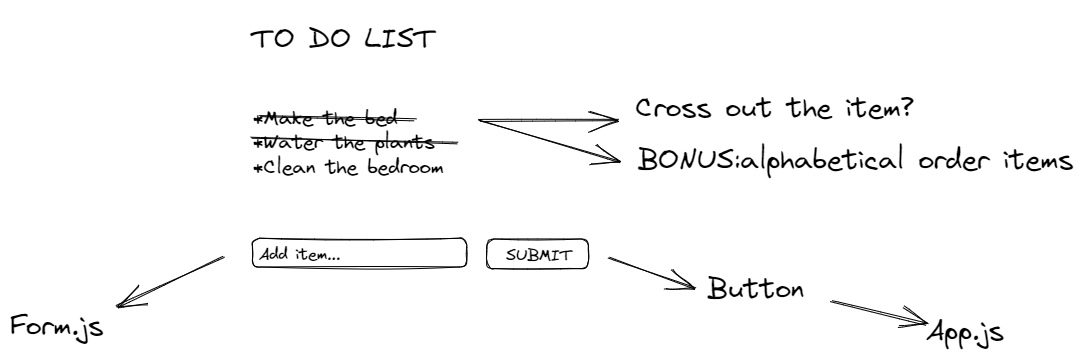 TO DO LIST
*Make the bed
*Water the plants
*Clean the bedroom
Cross out the item?
BONUS:alphabetical order items
Add item...
SUBMIT
Form.js
Button
App.js